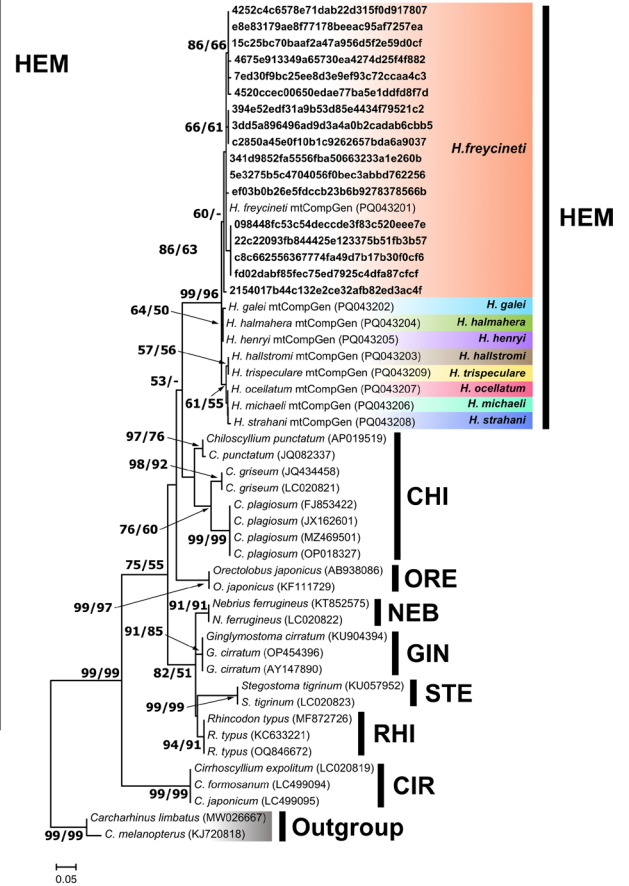 HEM
4252c4c6578e71dab22d315f0d917807
e8e83179ae8f77178beeac95af7257ea
86/66 15c25bc70baaf2a47a956d5f2e59d0cf
4675e913349a65730ea4274d25f4f882
7ed30f9bc25ee8d3e9ef93c72ccaa4c3
4520ccec00650edae77ba5e1ddfd8f7d
394e52edf31a9b53d85e4434f79521c2
66/61 3dd5a896496ad9d3a4a0b2cadab6cbb5
c2850a45e0f10b1c9262657bda6a9037
H.freycineti
341d9852fa5556fba50663233a1e260b
5e3275b5c4704056f0bec3abbd762256
ef03b0b26e5fdccb23b6b9278378566b
60/- H. freycineti mtCompGen (PQ043201)
HEM
098448fc53c54deccde3f83c520eee7e
22c22093fb844425e123375b51fb3b57
86/63 c8c662556367774fa49d7b17b30f0cf6
fd02dabf85fec75ed7925c4dfa87cfcf
2154017b44c132e2ce32afb82ed3ac4f
99/96
H. galei mtCompGen (PQ043202) H. galei
64/50 H. halmahera mtCompGen (PQ043204) H. halmahera
H. henryi mtCompGen (PQ043205) H. henryi
57/56 H. hallstromi mtCompGen (PQ043203) H. hallstromi
H. trispeculare mtCompGen (PQ043209) H. trispeculare
53/- H. ocellatum mtCompGen (PQ043207) H. ocellatum
61/55 H. michaeli mtCompGen (PQ043206) H. michaeli
H. strahani mtCompGen (PQ043208) H. strahani
97/76 Chiloscyllium punctatum (AP019519)
C. punctatum (JQ082337)
98/92 C. griseum (JQ434458)
C. griseum (LC020821)
CHI
C. plagiosum (FJ853422)
76/60 C. plagiosum (JX162601)
C. plagiosum (MZ469501)
99/99 C. plagiosum (OP018327)
75/55 Orectolobus japonicus (AB938086)
ORE
O. japonicus (KF111729)
99/97 91/91 Nebrius ferrugineus (KT852575)
NEB
N. ferrugineus (LC020822)
91/85 Ginglymostoma cirratum (KU904394)
G. cirratum (OP454396)
GIN
82/51 G. cirratum (AY147890)
99/99
Stegostoma tigrinum (KU057952)
STE
99/99 S. tigrinum (LC020823)
Rhincodon typus (MF872726)
R. typus (KC633221)
RHI
94/91 R. typus (OQ846672)
Cirrhoscyllium expolitum (LC020819)
C. formosanum (LC499094)
CIR
99/99 C. japonicum (LC499095)
Carcharhinus limbatus (MW026667)
Outgroup
99/99 C. melanopterus (KJ720818)
0.05